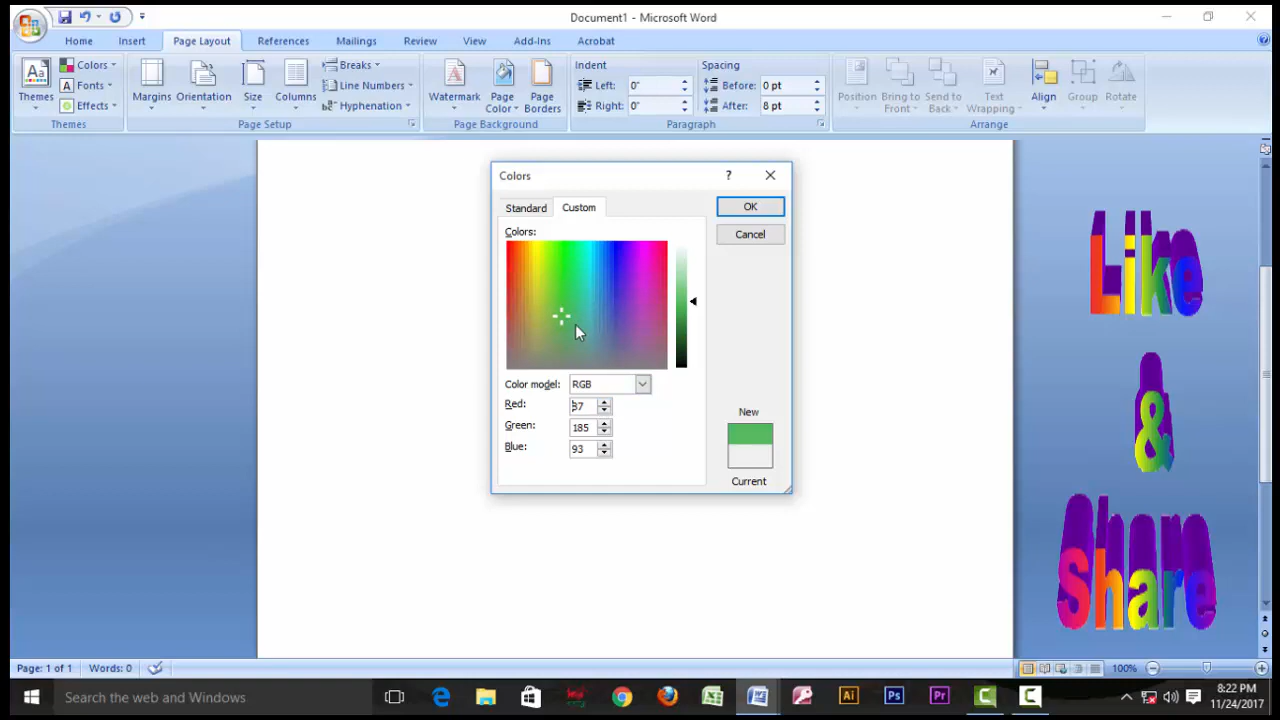 Document1 - Microsoft Word
Home Insert Page Layout References Mailings Review View Add-Ins Acrobat
Themes
Colors
Fonts
Effects
Themes
Margins
Orientation
Size
Columns
Breaks
Line Numbers
Hyphenation
Page Setup
Watermark
Page Color
Page Borders
Page Background
Indent
Left: 0"
Right: 0"
Spacing
Before: 0 pt
After: 8 pt
Paragraph
Position
Bring to Front
Send to Back
Text Wrapping
Align
Group
Rotate
Arrange
Colors
?
Standard Custom
OK
Cancel
Colors:
Color model: RGB
Red:
Green: 185
Blue: 93
New
Current
Like
&
Share
Page: 1 of 1 Words: 0
100%
Search the web and Windows
Ai
Ps
Pr
8:22 PM
11/24/2017